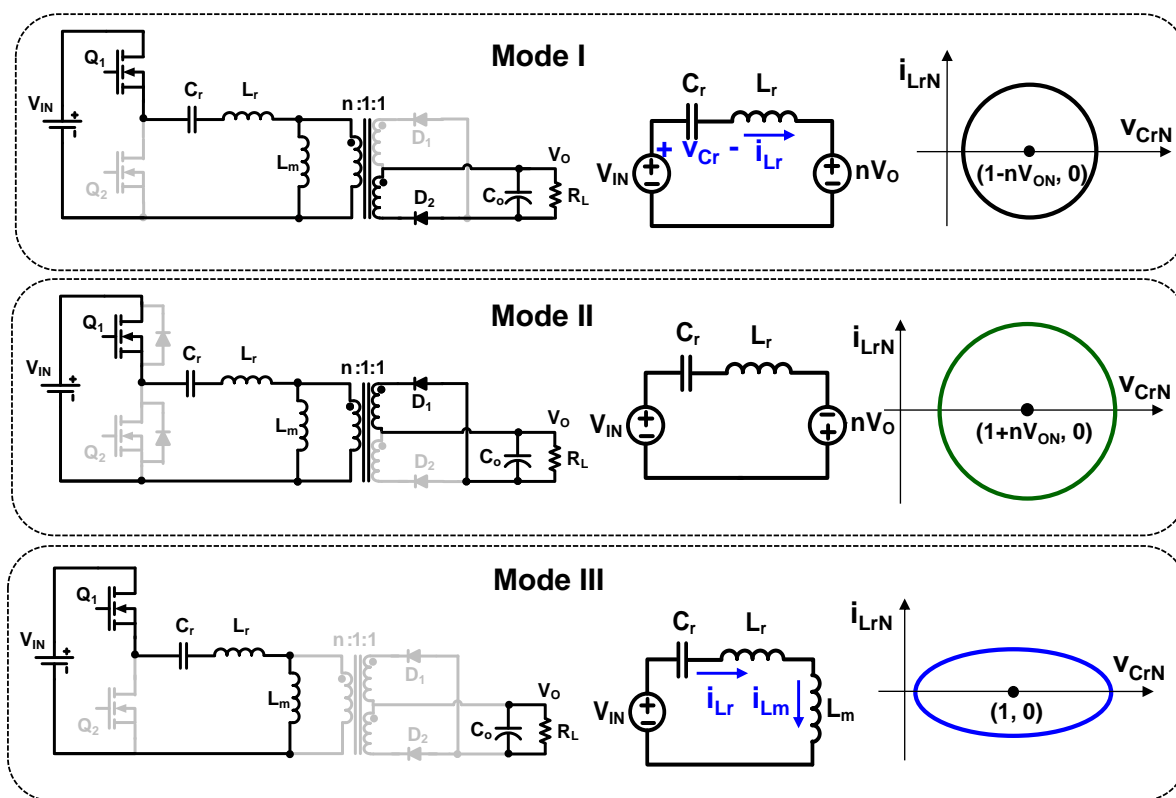 Mode I
Q1
VIN
+
-
Q2
Cr
Lr
Lm
n:1:1
D1
D2
VO
Co
RL
Cr
Lr
+ vCr -
iLr
VIN
nVO
iLrN
vCrN
(1-nVON, 0)
Mode II
Q1
VIN
+
-
Q2
Cr
Lr
Lm
n:1:1
D1
D2
VO
Co
RL
Cr
Lr
VIN
nVO
iLrN
vCrN
(1+nVON, 0)
Mode III
Q1
VIN
+
-
Q2
Cr
Lr
Lm
n:1:1
D1
D2
VO
Co
RL
Cr
Lr
iLr
iLm
Lm
VIN
iLrN
vCrN
(1, 0)